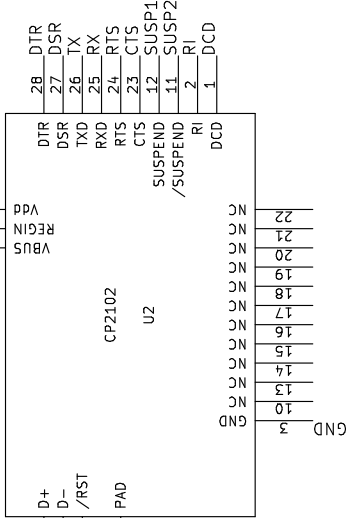 DTR
DSR
TX
RX
RTS
CTS
SUSP1
SUSP2
RI
DCD
28
27
26
25
24
23
12
11
2
1
DTR
DSR
TXD
RXD
RTS
CTS
SUSPEND
/SUSPEND
RI
DCD
Vdd
REGIN
VBUS
CP2102
U2
NC 22
NC 21
NC 20
NC 19
NC 18
NC 17
NC 16
NC 15
NC 14
NC 13
NC 10
GND 3 GND
D+
D-
/RST
PAD